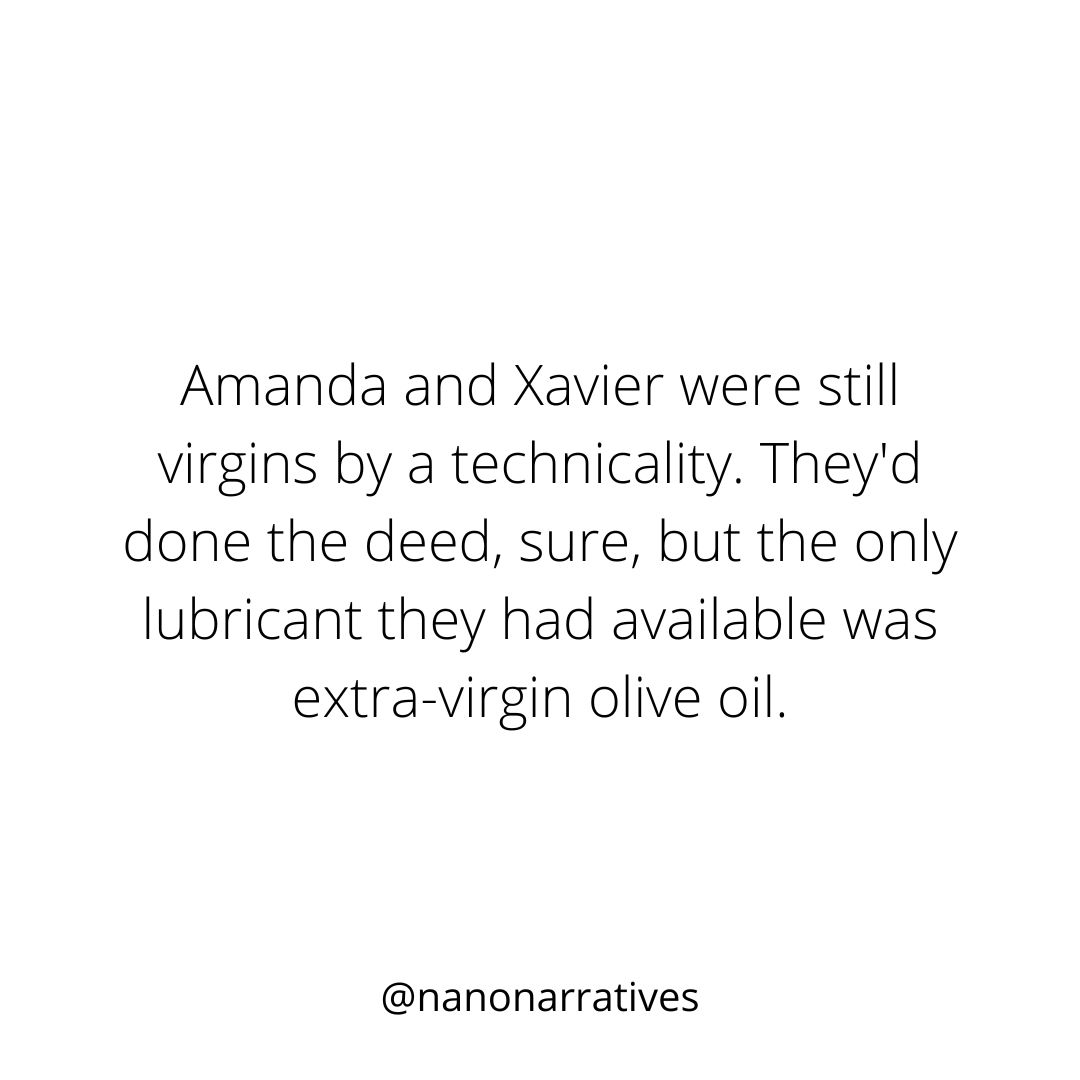 Amanda and Xavier were still
virgins by a technicality. They'd
done the deed, sure, but the only
lubricant they had available was
extra-virgin olive oil.
@nanonarratives